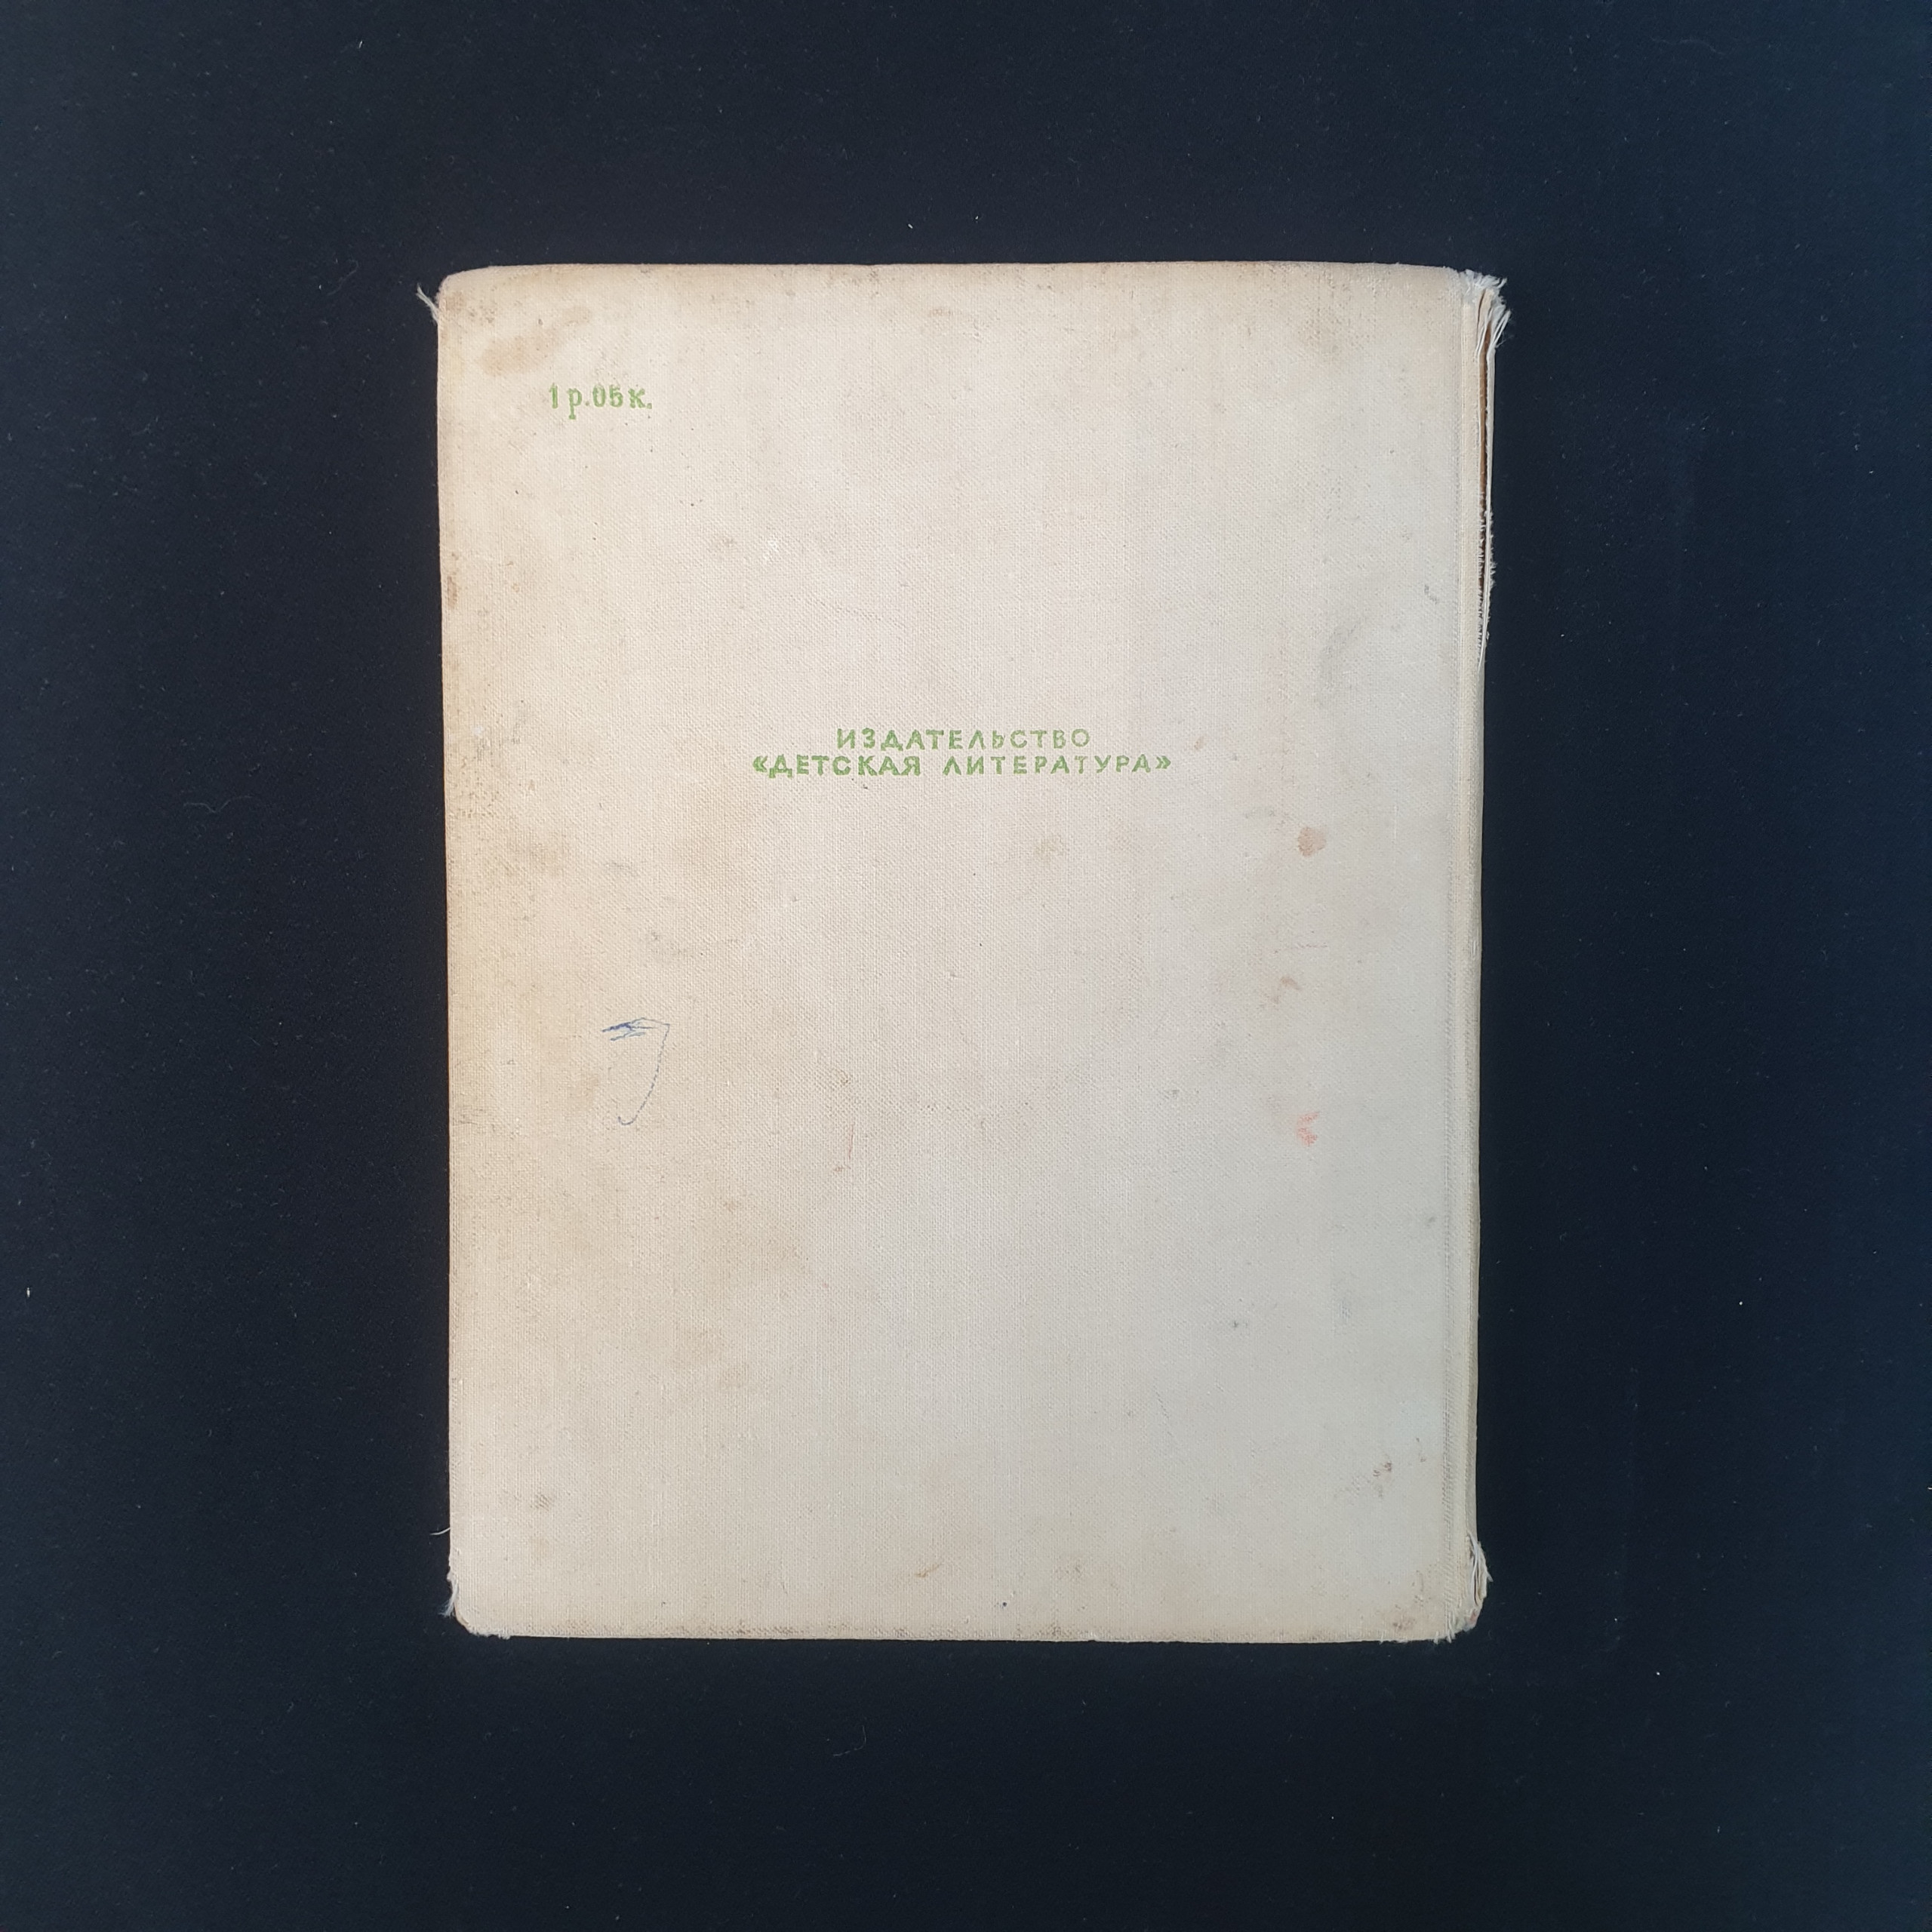 1 р. 05 к.
ИЗДАТЕЛЬСТВО
«ДЕТСКАЯ ЛИТЕРАТУРА»